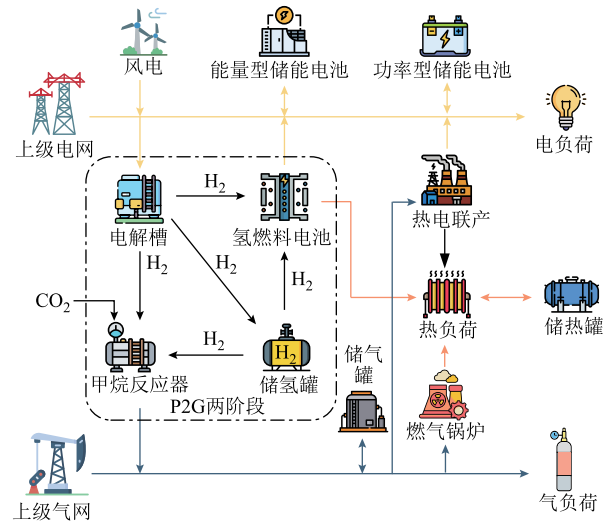 风电
能量型储能电池
功率型储能电池
上级电网
电负荷
H₂
电解槽
氢燃料电池
热电联产
H₂
H₂
H₂
CO₂
H₂
H₂
甲烷反应器
储氢罐
P2G两阶段
储气
罐
热负荷
储热罐
燃气锅炉
上级气网
气负荷